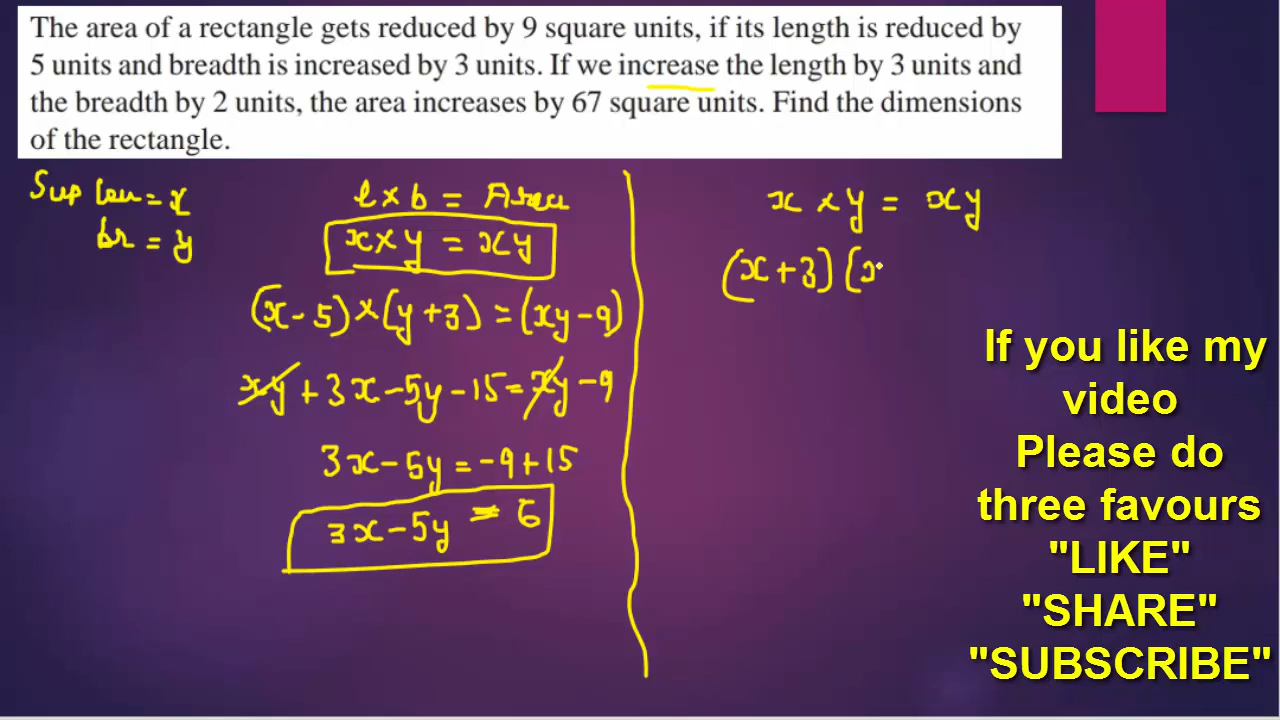 The area of a rectangle gets reduced by 9 square units, if its length is reduced by
5 units and breadth is increased by 3 units. If we increase the length by 3 units and
the breadth by 2 units, the area increases by 67 square units. Find the dimensions
of the rectangle.
Sup len = x
br = y
l × b = Area
x × y = xy
(x - 5) × (y + 3) = (xy - 9)
xy + 3x - 5y - 15 = xy - 9
3x - 5y = -9 + 15
3x - 5y = 6
x × y = xy
(x + 3) (x
If you like my
video
Please do
three favours
"LIKE"
"SHARE"
"SUBSCRIBE"